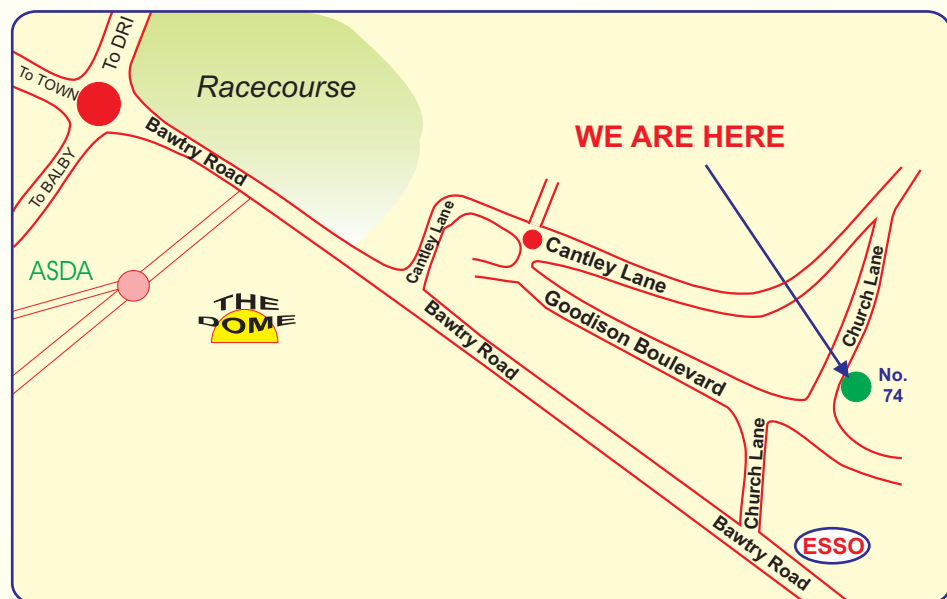 To DRI
To TOWN
Racecourse
Bawtry Road
WE ARE HERE
To BALBY
Cantley Lane
Cantley Lane
ASDA
THE
DOME
Goodison Boulevard
Church Lane
Bawtry Road
No.
74
Church Lane
Bawtry Road
ESSO